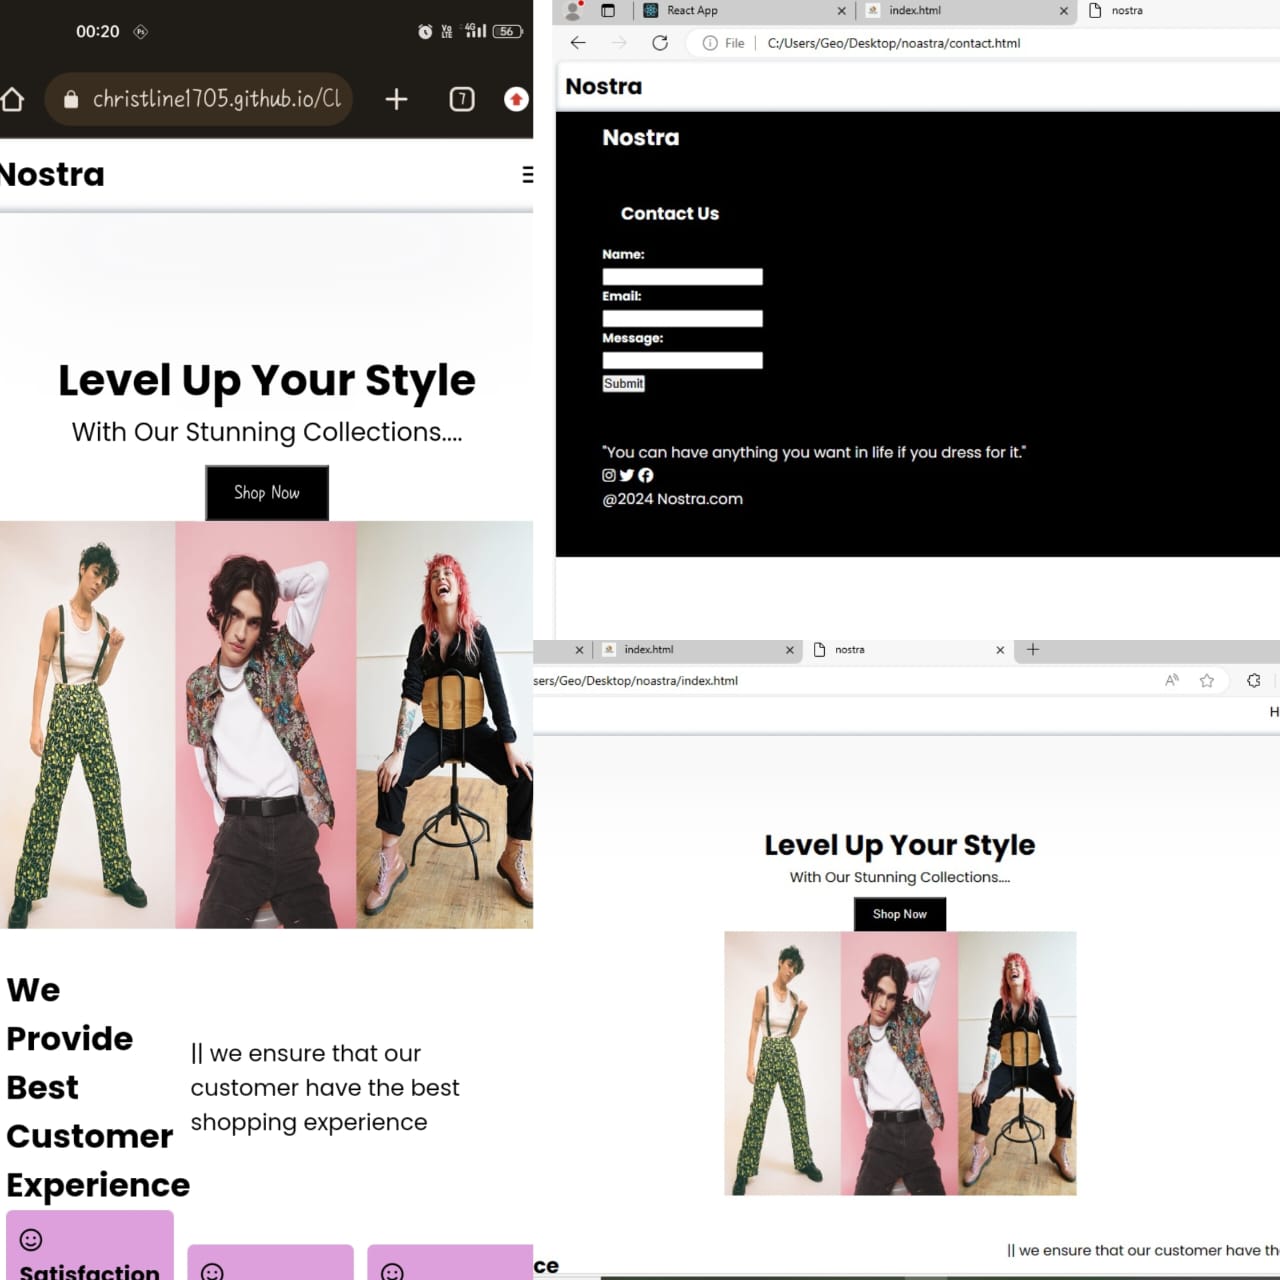 00:20
Vo
LTE
4G
56
christline1705.github.io/Cl
7
Nostra
Level Up Your Style
With Our Stunning Collections....
Shop Now
We
Provide
Best
Customer
Experience
|| we ensure that our
customer have the best
shopping experience
Satisfaction
React App
index.html
nostra
File
C:/Users/Geo/Desktop/noastra/contact.html
Nostra
Nostra
Contact Us
Name:
Email:
Message:
Submit
"You can have anything you want in life if you dress for it."
@2024 Nostra.com
index.html
nostra
sers/Geo/Desktop/noastra/index.html
H
Level Up Your Style
With Our Stunning Collections....
Shop Now
|| we ensure that our customer have th
ce